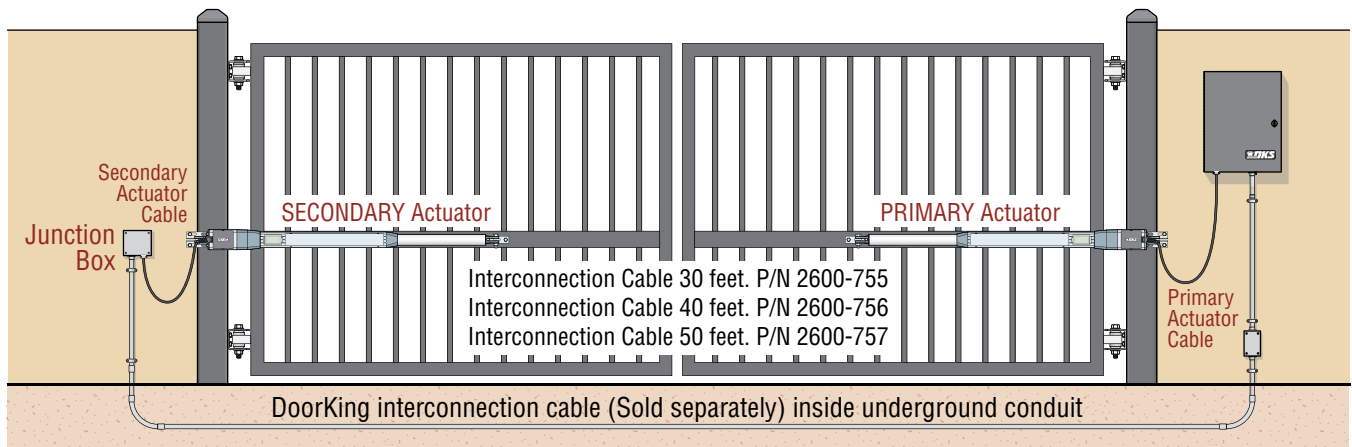 DKS
Secondary
Actuator
Cable
SECONDARY Actuator
PRIMARY Actuator
Junction
Box
Interconnection Cable 30 feet. P/N 2600-755
Interconnection Cable 40 feet. P/N 2600-756
Interconnection Cable 50 feet. P/N 2600-757
Primary
Actuator
Cable
DoorKing interconnection cable (Sold separately) inside underground conduit